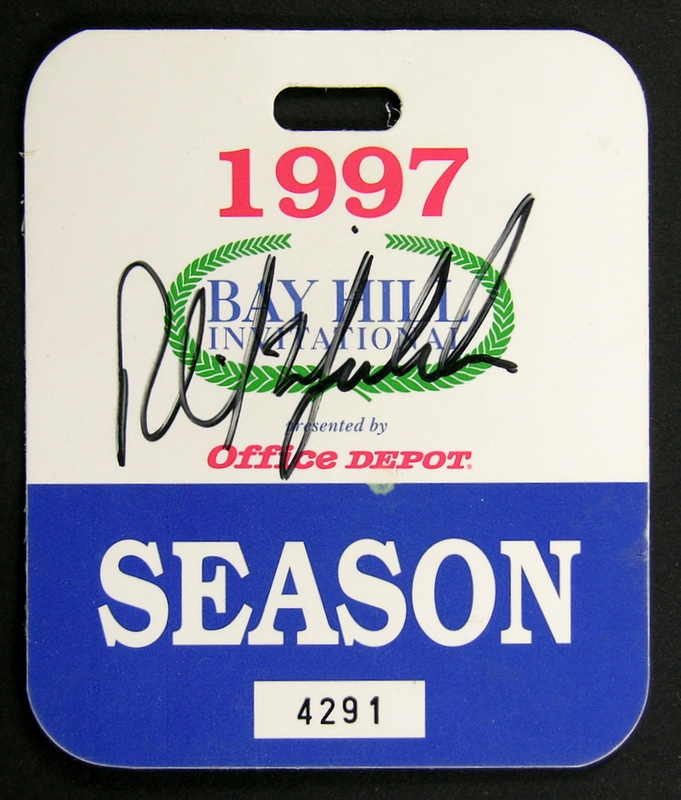 1997
BAY HILL
INVITATIONAL
presented by
Office DEPOT.
SEASON
4291